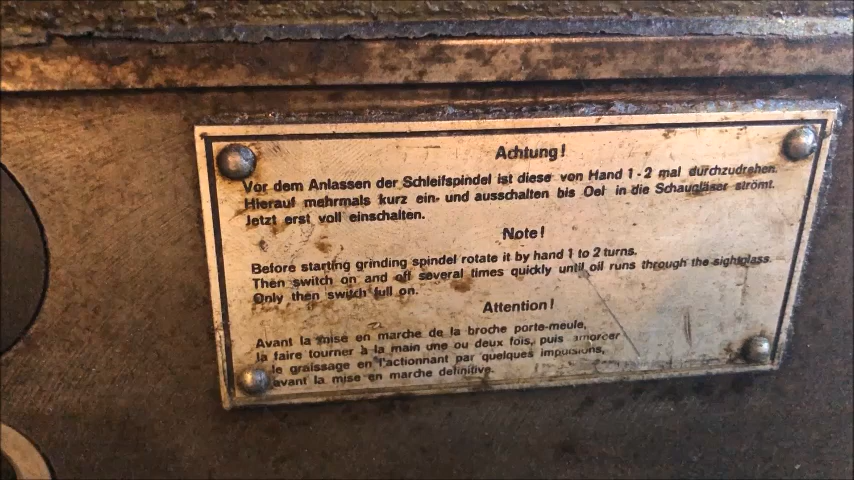 Achtung!
Vor dem Anlassen der Schleifspindel ist diese von Hand 1-2 mal durchzudrehen.
Hierauf mehrmals kurz ein- und ausschalten bis Oel in die Schaugläser strömt.
Jetzt erst voll einschalten.
Note!
Before starting grinding spindel rotate it by hand 1 to 2 turns,
Then switch on and off several times quickly until oil runs through the sightglass.
Only then switch full on.
Attention!
Avant la mise en marche de la broche porte-meule,
la faire tourner à la main une ou deux fois, puis amorcer
le graissage en l'actionnant par quelques impulsions,
avant la mise en marche definitive.